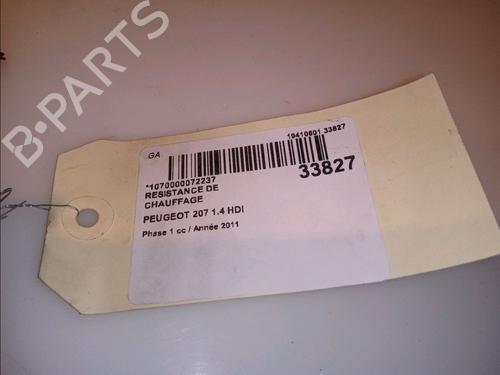 B-PARTS
GA
19410601 33827
*1070000072237
33827
RESISTANCE DE
CHAUFFAGE
PEUGEOT 207 1.4 HDI
Phase 1 cc / Année 2011